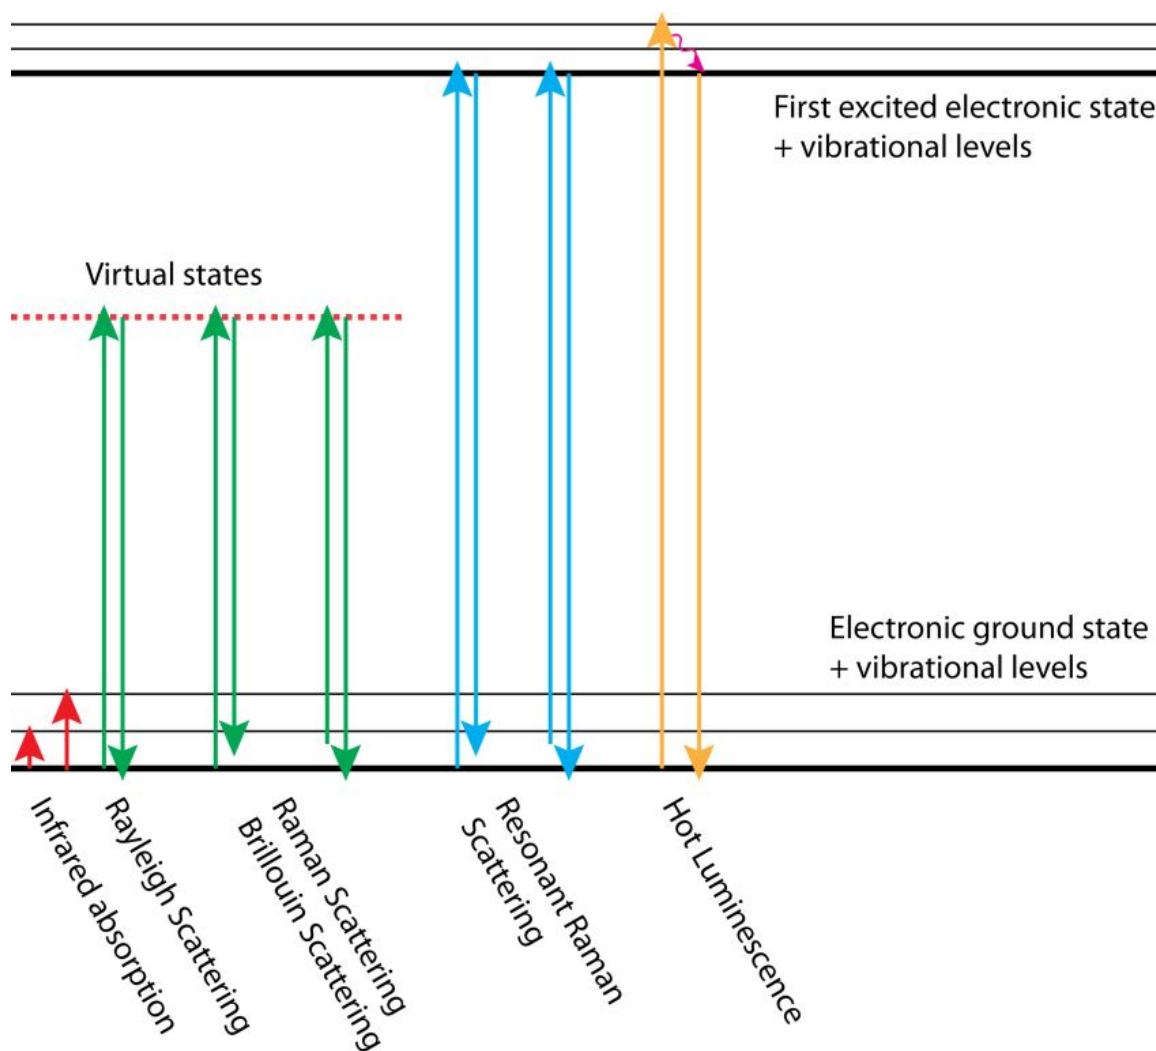 First excited electronic state
+ vibrational levels
Virtual states
Electronic ground state
+ vibrational levels
Infrared absorption
Rayleigh Scattering
Raman Scattering
Brillouin Scattering
Resonant Raman
Scattering
Hot Luminescence